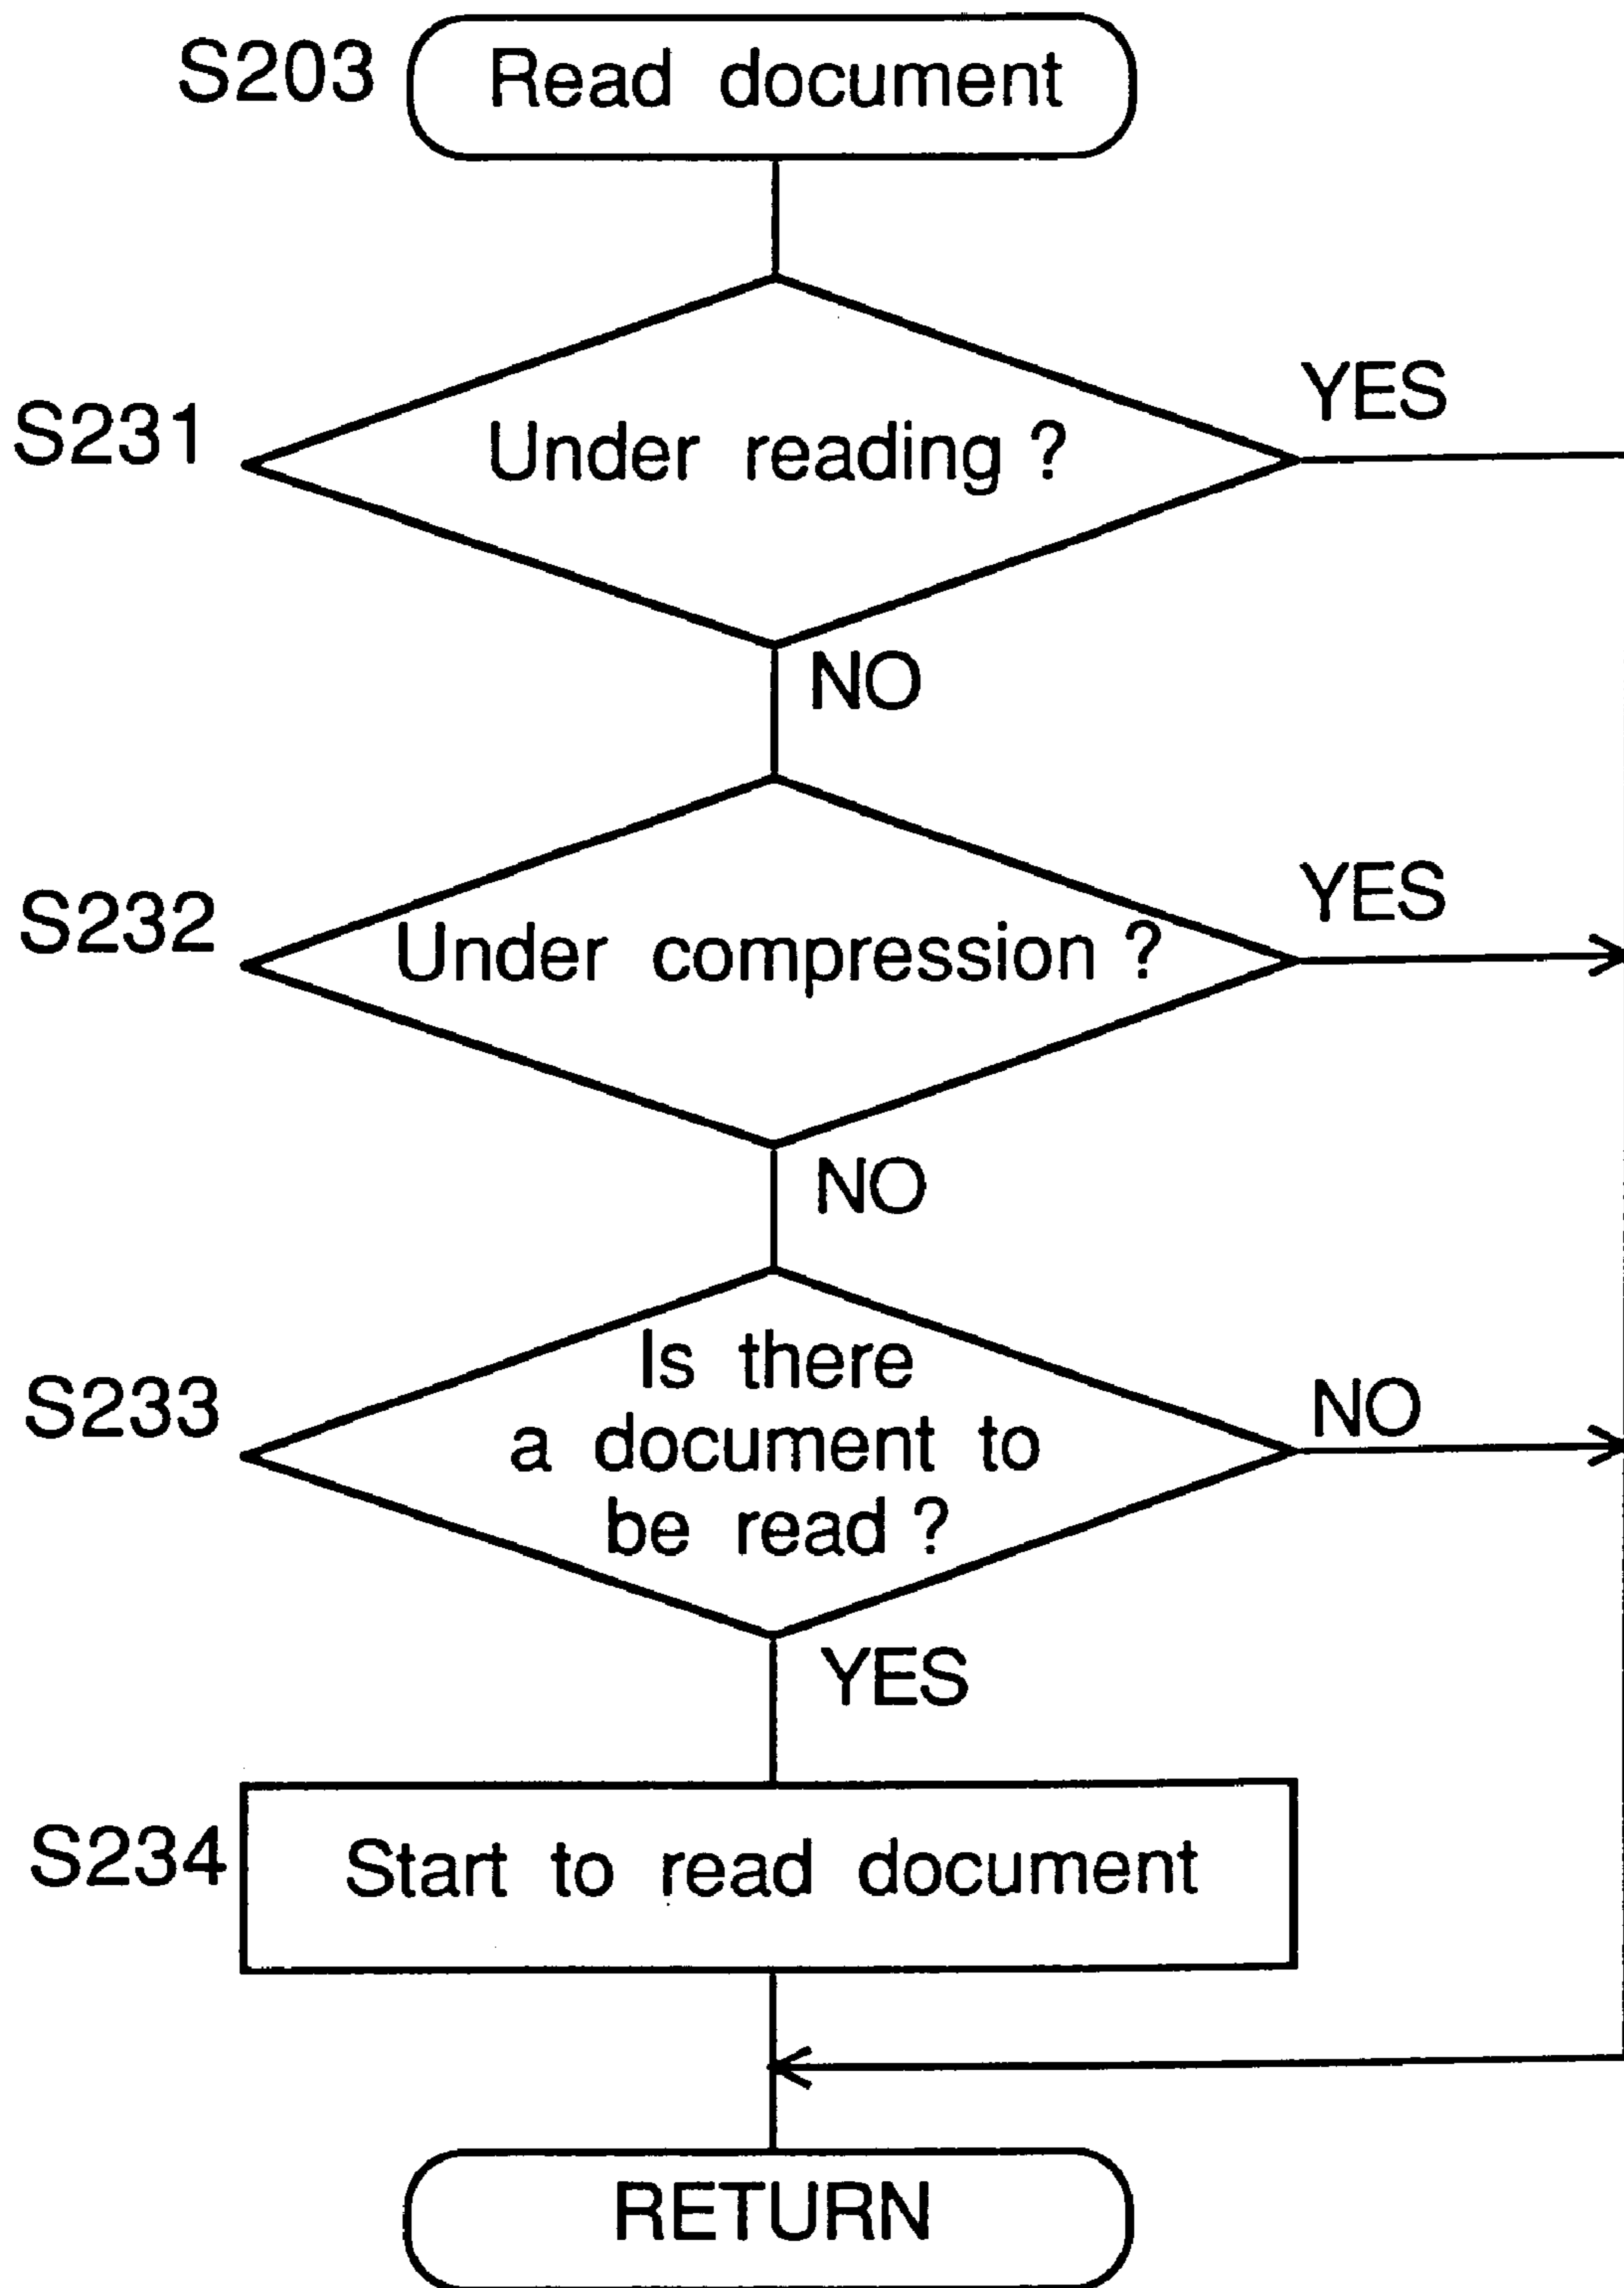 S203 Read document
S231 Under reading ? YES
NO
S232 Under compression ? YES
NO
S233 Is there
a document to
be read ? NO
YES
S234 Start to read document
RETURN